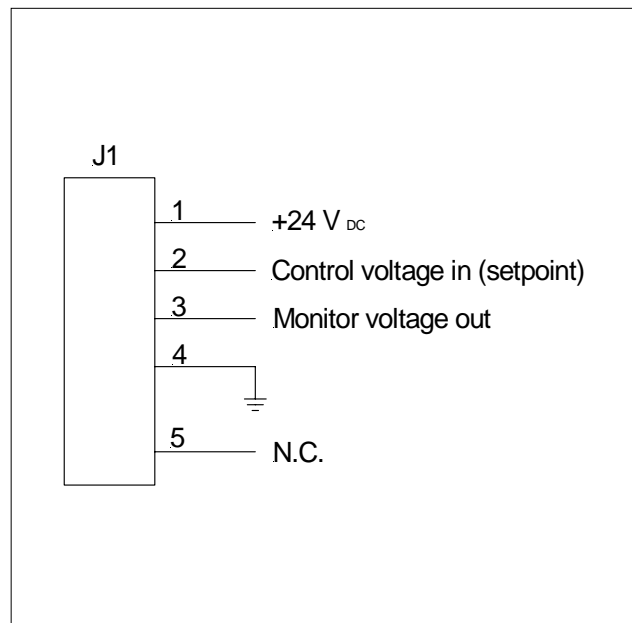 J1
1 +24 V DC
2 Control voltage in (setpoint)
3 Monitor voltage out
4
5 N.C.